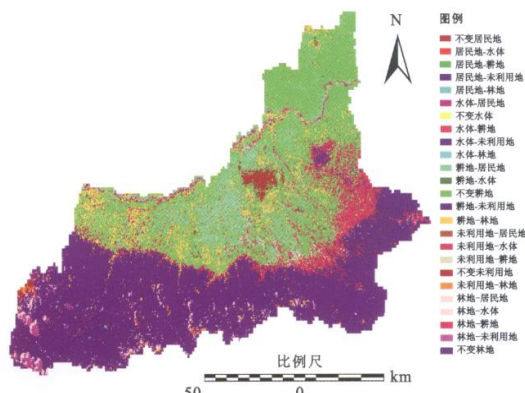 N
图例
不变居民地
居民地-水体
居民地-耕地
居民地-未利用地
居民地-林地
水体-居民地
不变水体
水体-耕地
水体-未利用地
水体-林地
耕地-居民地
耕地-水体
不变耕地
耕地-未利用地
耕地-林地
未利用地-居民地
未利用地-水体
未利用地-耕地
不变未利用地
未利用地-林地
林地-居民地
林地-水体
林地-耕地
林地-未利用地
不变林地
比例尺
km
50 0